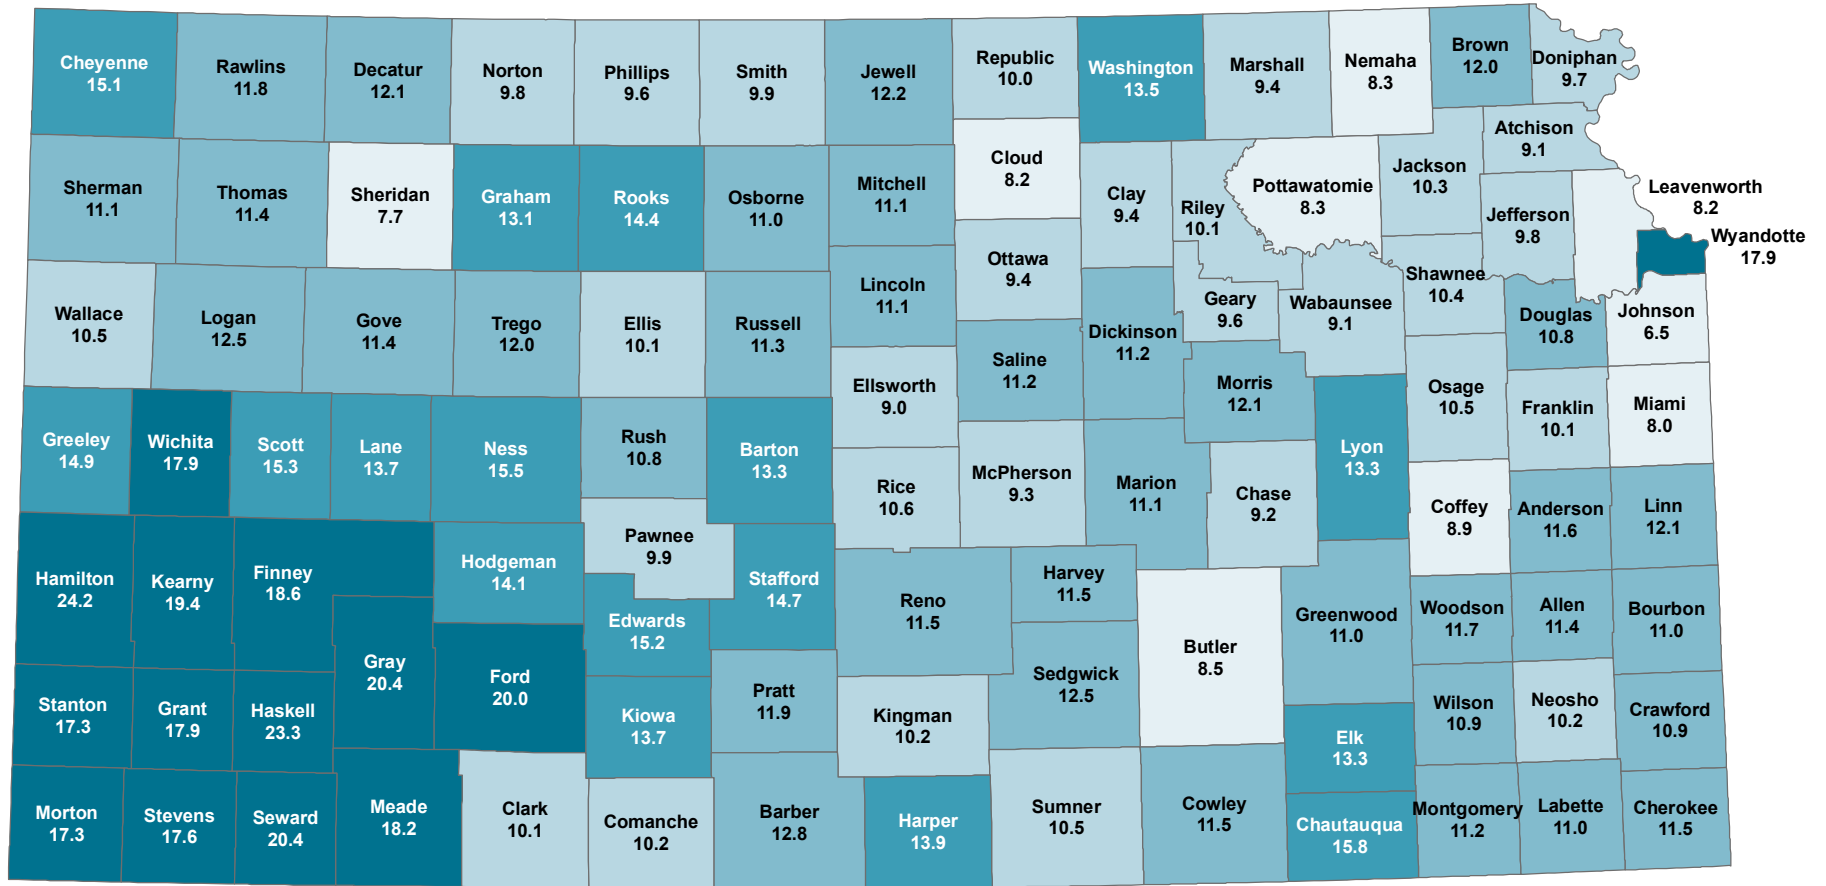 Cheyenne
15.1
Rawlins
11.8
Decatur
12.1
Norton
9.8
Phillips
9.6
Smith
9.9
Jewell
12.2
Republic
10.0
Washington
13.5
Marshall
9.4
Nemaha
8.3
Brown
12.0
Doniphan
9.7
Sherman
11.1
Thomas
11.4
Sheridan
7.7
Graham
13.1
Rooks
14.4
Osborne
11.0
Mitchell
11.1
Cloud
8.2
Clay
9.4
Riley
10.1
Pottawatomie
8.3
Jackson
10.3
Atchison
9.1
Jefferson
9.8
Leavenworth
8.2
Wyandotte
17.9
Wallace
10.5
Logan
12.5
Gove
11.4
Trego
12.0
Ellis
10.1
Russell
11.3
Lincoln
11.1
Ottawa
9.4
Saline
11.2
Dickinson
11.2
Geary
9.6
Wabaunsee
9.1
Shawnee
10.4
Douglas
10.8
Johnson
6.5
Ellsworth
9.0
Morris
12.1
Osage
10.5
Franklin
10.1
Miami
8.0
Greeley
14.9
Wichita
17.9
Scott
15.3
Lane
13.7
Ness
15.5
Rush
10.8
Barton
13.3
Rice
10.6
McPherson
9.3
Marion
11.1
Chase
9.2
Lyon
13.3
Coffey
8.9
Anderson
11.6
Linn
12.1
Hamilton
24.2
Kearny
19.4
Finney
18.6
Hodgeman
14.1
Pawnee
9.9
Stafford
14.7
Edwards
15.2
Reno
11.5
Harvey
11.5
Sedgwick
12.5
Butler
8.5
Greenwood
11.0
Woodson
11.7
Allen
11.4
Bourbon
11.0
Stanton
17.3
Grant
17.9
Haskell
23.3
Gray
20.4
Ford
20.0
Kiowa
13.7
Pratt
11.9
Kingman
10.2
Elk
13.3
Wilson
10.9
Neosho
10.2
Crawford
10.9
Morton
17.3
Stevens
17.6
Seward
20.4
Meade
18.2
Clark
10.1
Comanche
10.2
Barber
12.8
Harper
13.9
Sumner
10.5
Cowley
11.5
Chautauqua
15.8
Montgomery
11.2
Labette
11.0
Cherokee
11.5